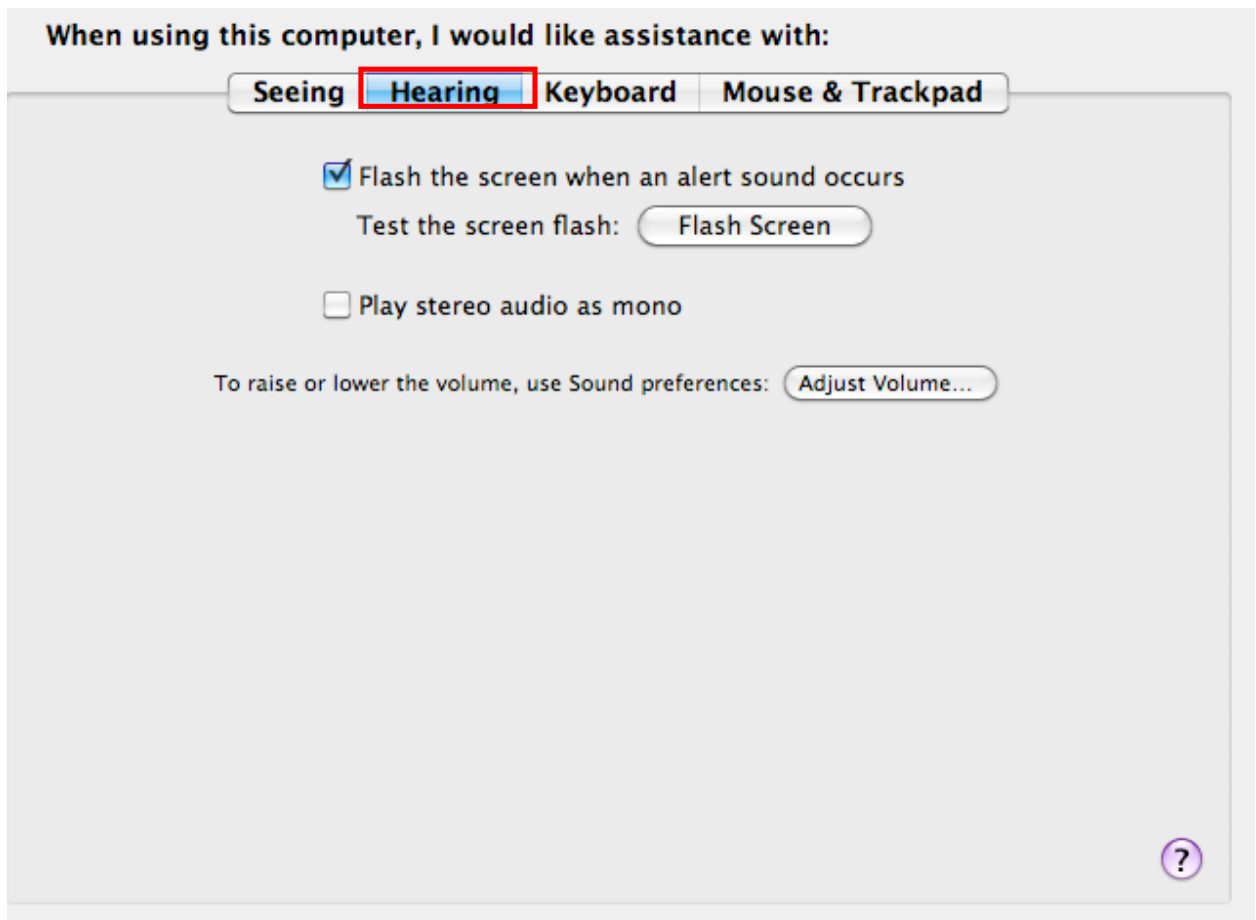 When using this computer, I would like assistance with:
Seeing Hearing Keyboard Mouse & Trackpad
Flash the screen when an alert sound occurs
Test the screen flash: Flash Screen
Play stereo audio as mono
To raise or lower the volume, use Sound preferences: Adjust Volume...
?